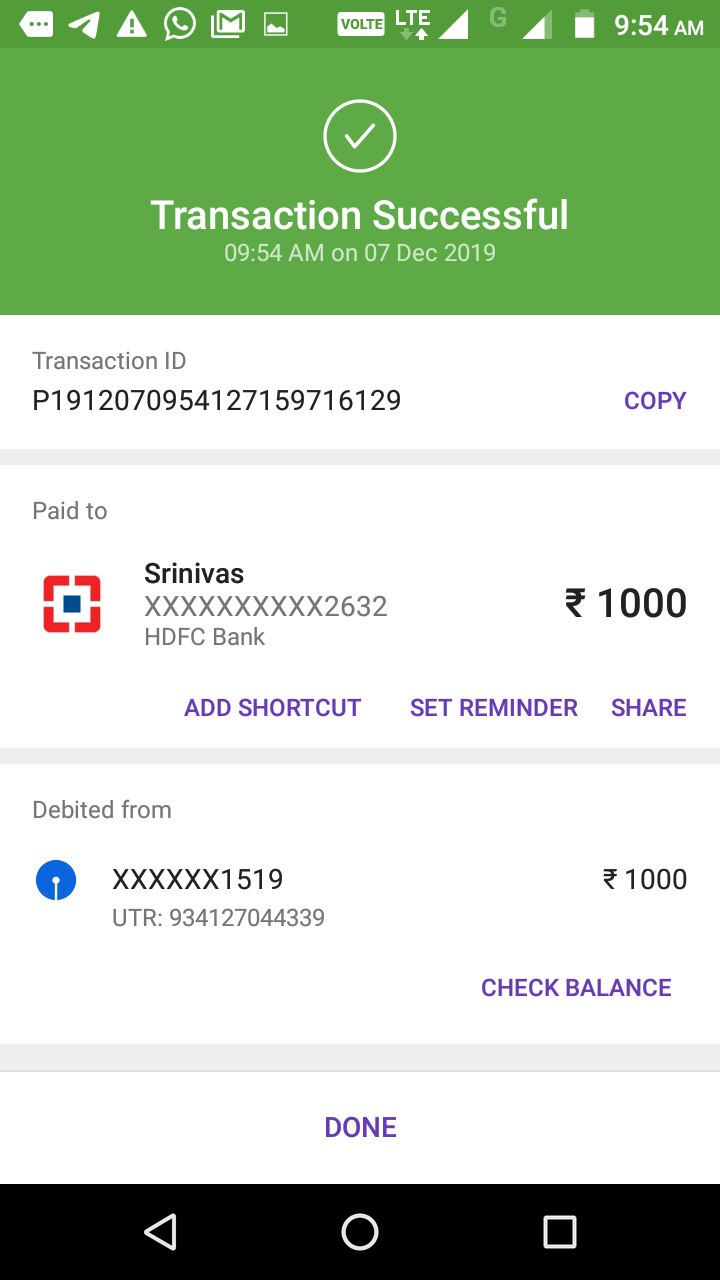 VOLTE LTE G 9:54 AM
Transaction Successful
09:54 AM on 07 Dec 2019
Transaction ID
P1912070954127159716129 COPY
Paid to
Srinivas
XXXXXXXXXX2632 ₹ 1000
HDFC Bank
ADD SHORTCUT SET REMINDER SHARE
Debited from
XXXXXX1519 ₹ 1000
UTR: 934127044339
CHECK BALANCE
DONE